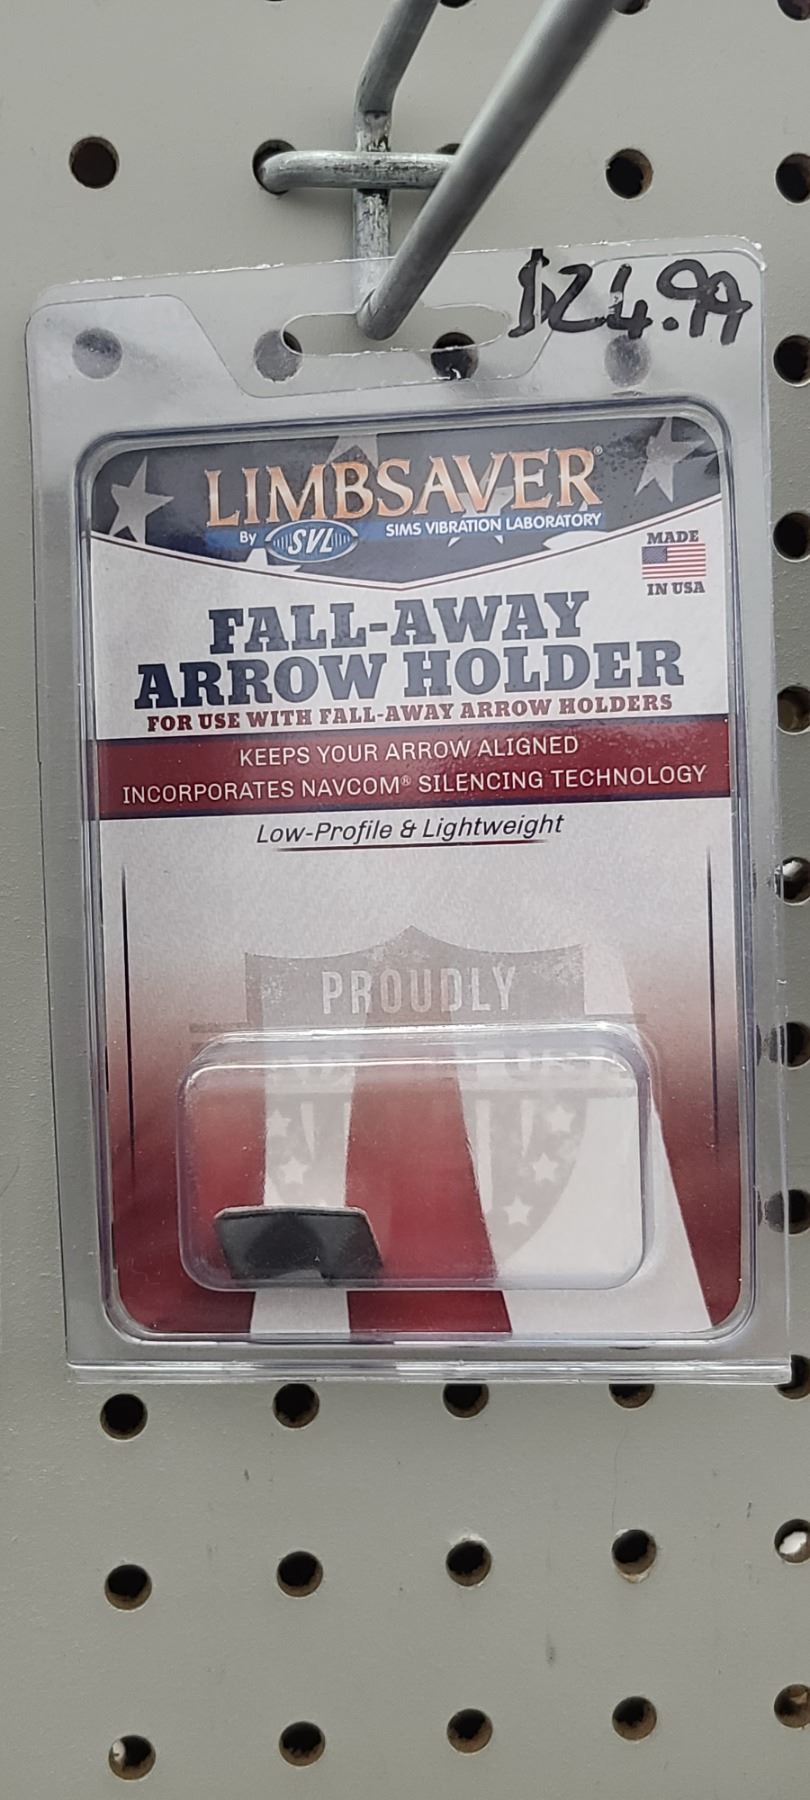 $24.99
LIMBSAVER®
By SVL SIMS VIBRATION LABORATORY
MADE
IN USA
FALL-AWAY
ARROW HOLDER
FOR USE WITH FALL-AWAY ARROW HOLDERS
KEEPS YOUR ARROW ALIGNED
INCORPORATES NAVCOM® SILENCING TECHNOLOGY
Low-Profile & Lightweight
PROUDLY